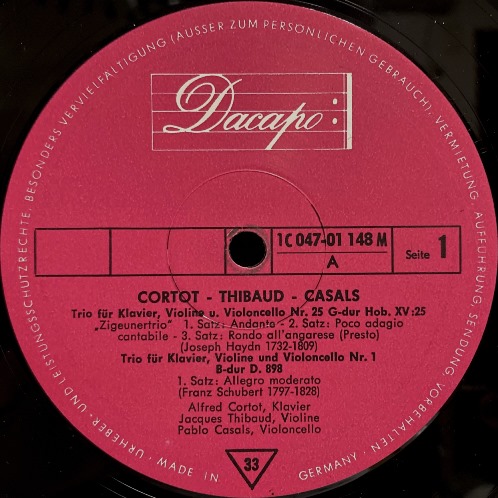 URHEBER- UND LEISTUNGSSCHUTZRECHTE, BESONDERS VERVIELFÄLTIGUNG (AUSSER ZUM PERSÖNLICHEN GEBRAUCH), VERMIETUNG, AUFFÜHRUNG, SENDUNG, VORBEHALTEN · GERMANY ·
Dacapo:
1C 047-01 148 M
A
Seite 1
CORTOT - THIBAUD - CASALS
Trio für Klavier, Violine u. Violoncello Nr. 25 G-dur Hob. XV:25
„Zigeunertrio" 1. Satz: Andante - 2. Satz: Poco adagio
cantabile - 3. Satz: Rondo all'angarese (Presto)
(Joseph Haydn 1732-1809)
Trio für Klavier, Violine und Violoncello Nr. 1
B-dur D. 898
1. Satz: Allegro moderato
(Franz Schubert 1797-1828)
Alfred Cortot, Klavier
Jacques Thibaud, Violine
Pablo Casals, Violoncello
33
MADE IN